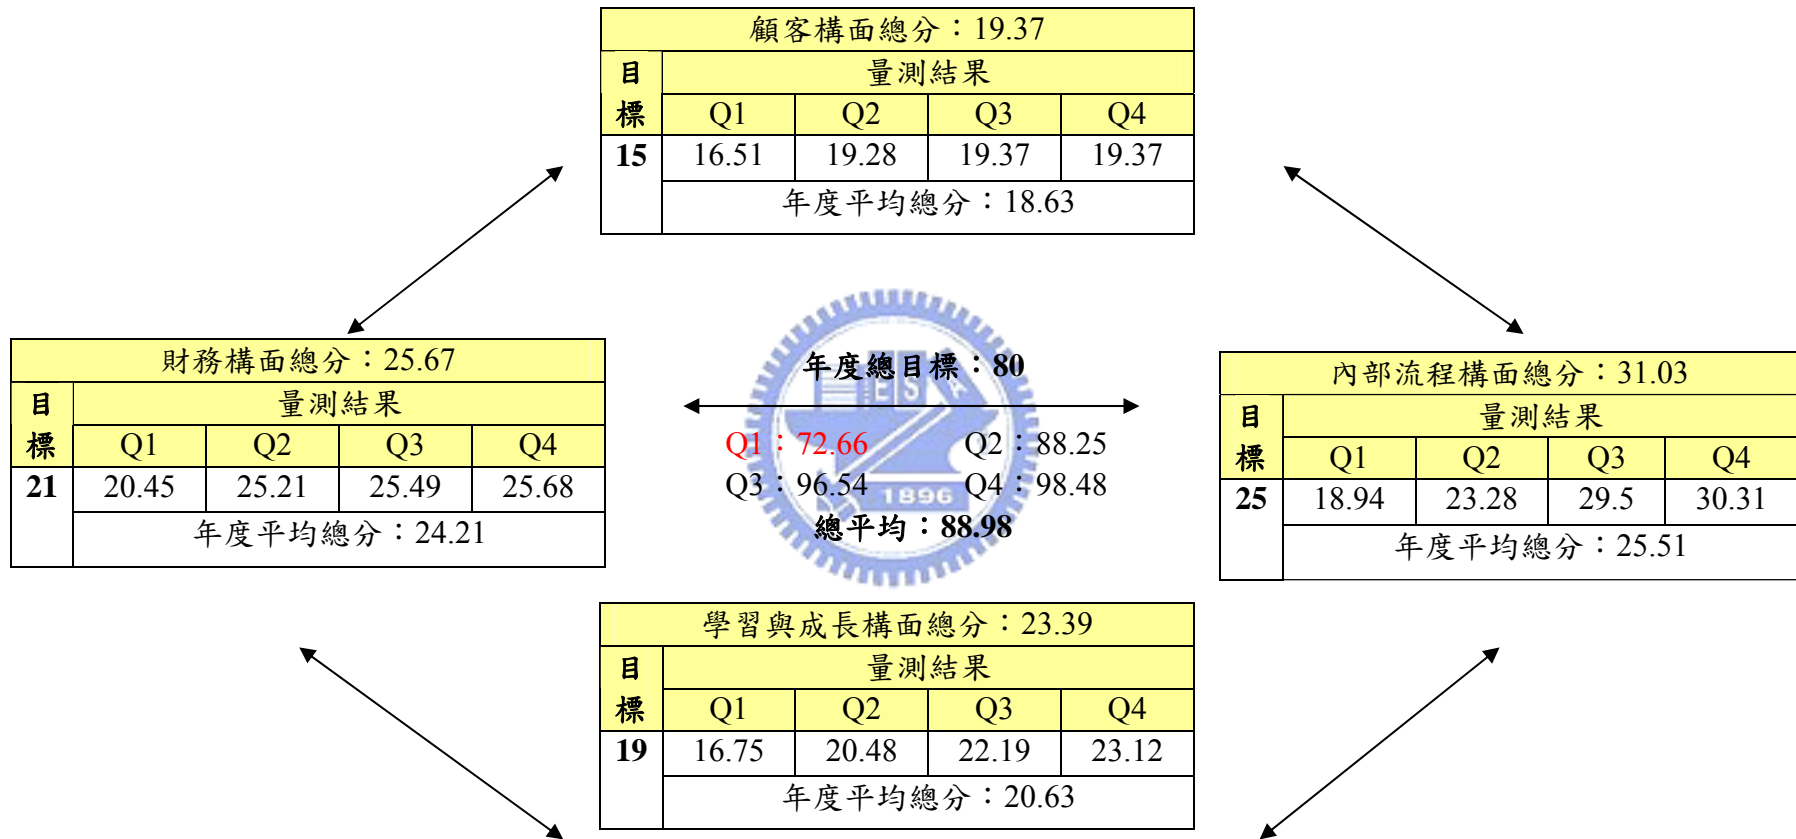 顧客構面總分：19.37
目標 量測結果
Q1 Q2 Q3 Q4
15 16.51 19.28 19.37 19.37
年度平均總分：18.63
財務構面總分：25.67
目標 量測結果
Q1 Q2 Q3 Q4
21 20.45 25.21 25.49 25.68
年度平均總分：24.21
年度總目標：80
Q1：72.66 Q2：88.25
Q3：96.54 Q4：98.48
總平均：88.98
ES
1896
內部流程構面總分：31.03
目標 量測結果
Q1 Q2 Q3 Q4
25 18.94 23.28 29.5 30.31
年度平均總分：25.51
學習與成長構面總分：23.39
目標 量測結果
Q1 Q2 Q3 Q4
19 16.75 20.48 22.19 23.12
年度平均總分：20.63